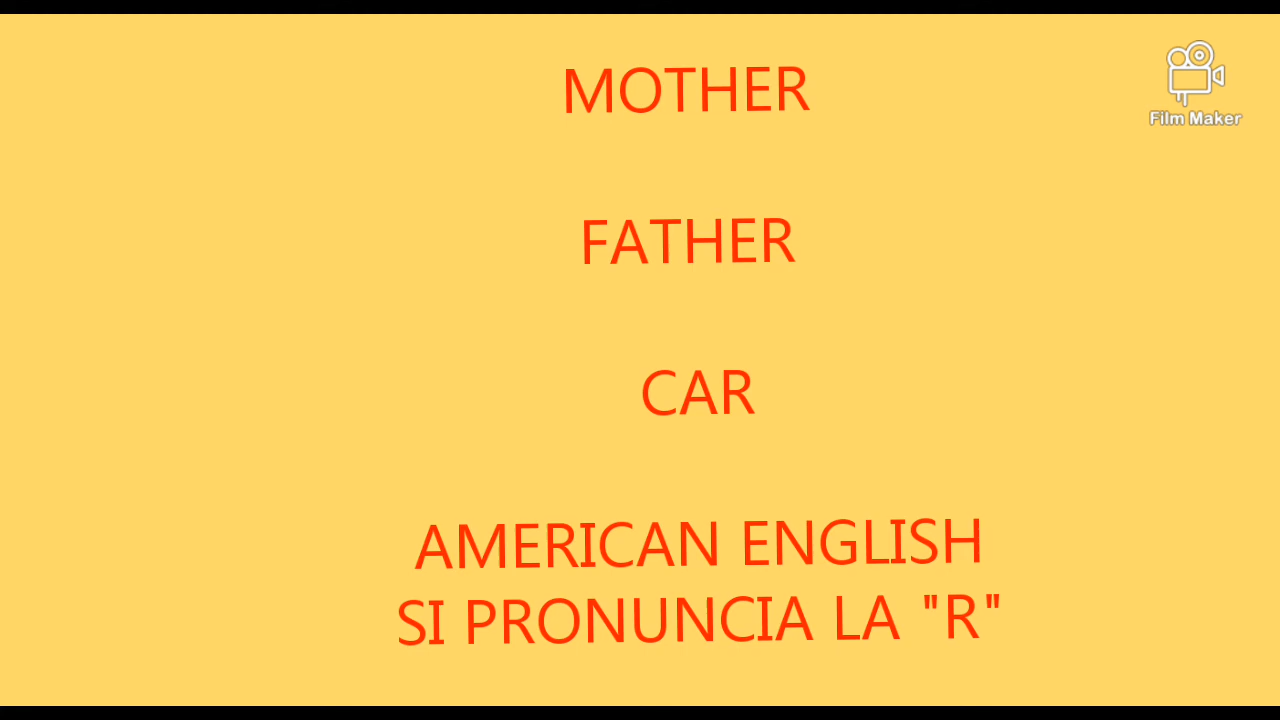 MOTHER
Film Maker
FATHER
CAR
AMERICAN ENGLISH
SI PRONUNCIA LA "R"